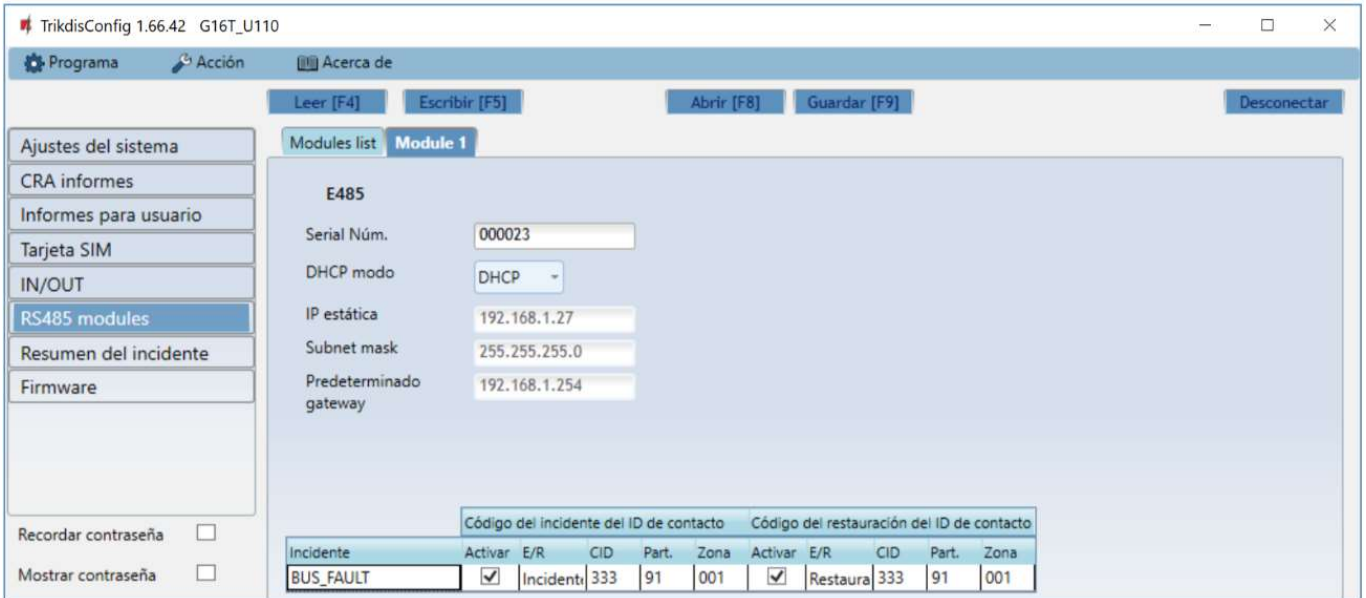 TrikdisConfig 1.66.42 G16T_U110
Programa Acción Acerca de
Leer [F4] Escribir [F5] Abrir [F8] Guardar [F9] Desconectar
Ajustes del sistema
CRA informes
Informes para usuario
Tarjeta SIM
IN/OUT
RS485 modules
Resumen del incidente
Firmware
Recordar contraseña
Mostrar contraseña
Modules list Module 1
E485
Serial Núm. 000023
DHCP modo DHCP
IP estática 192.168.1.27
Subnet mask 255.255.255.0
Predeterminado 192.168.1.254
gateway
Código del incidente del ID de contacto Código del restauración del ID de contacto
Incidente Activar E/R CID Part. Zona Activar E/R CID Part. Zona
BUS_FAULT Incident 333 91 001 Restaura 333 91 001